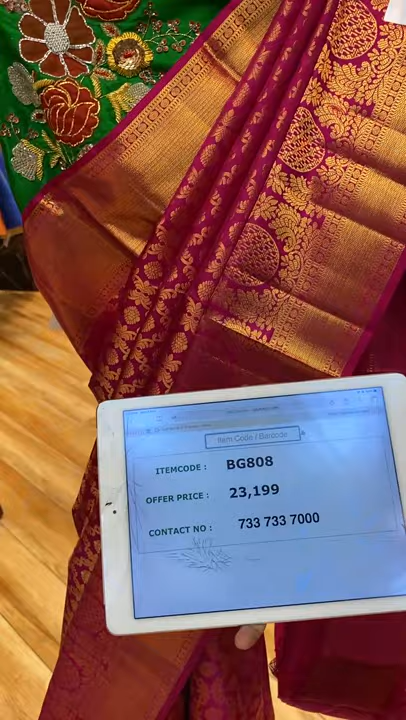 Item Code / Barcode
ITEMCODE : BG808
OFFER PRICE : 23,199
CONTACT NO : 733 733 7000